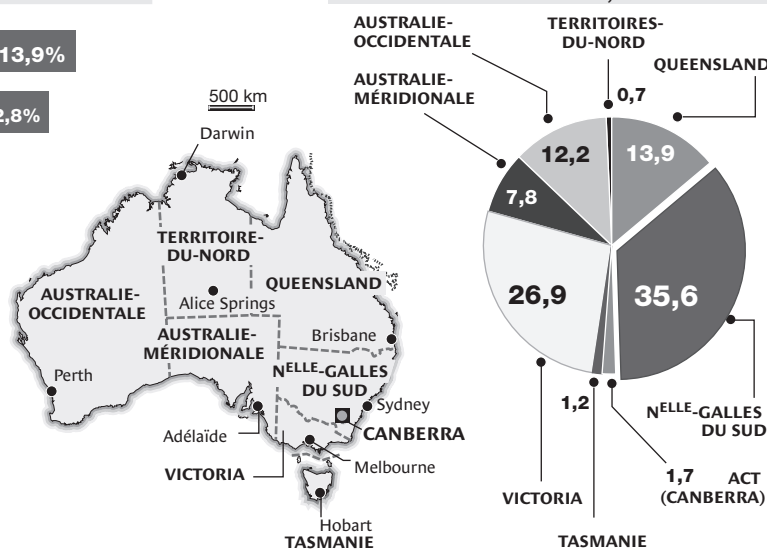 13,9%
2,8%
500 km
Darwin
TERRITOIRE-
DU-NORD
QUEENSLAND
AUSTRALIE-
OCCIDENTALE
Alice Springs
AUSTRALIE-
MÉRIDIONALE
Brisbane
NELLE-GALLES
DU SUD
Perth
Sydney
Adélaïde
CANBERRA
VICTORIA
Melbourne
Hobart
TASMANIE
AUSTRALIE-
OCCIDENTALE
TERRITOIRES-
DU-NORD
QUEENSLAND
AUSTRALIE-
MÉRIDIONALE
0,7
12,2
13,9
7,8
26,9
35,6
1,2
NELLE-GALLES
DU SUD
1,7 ACT
(CANBERRA)
VICTORIA
TASMANIE